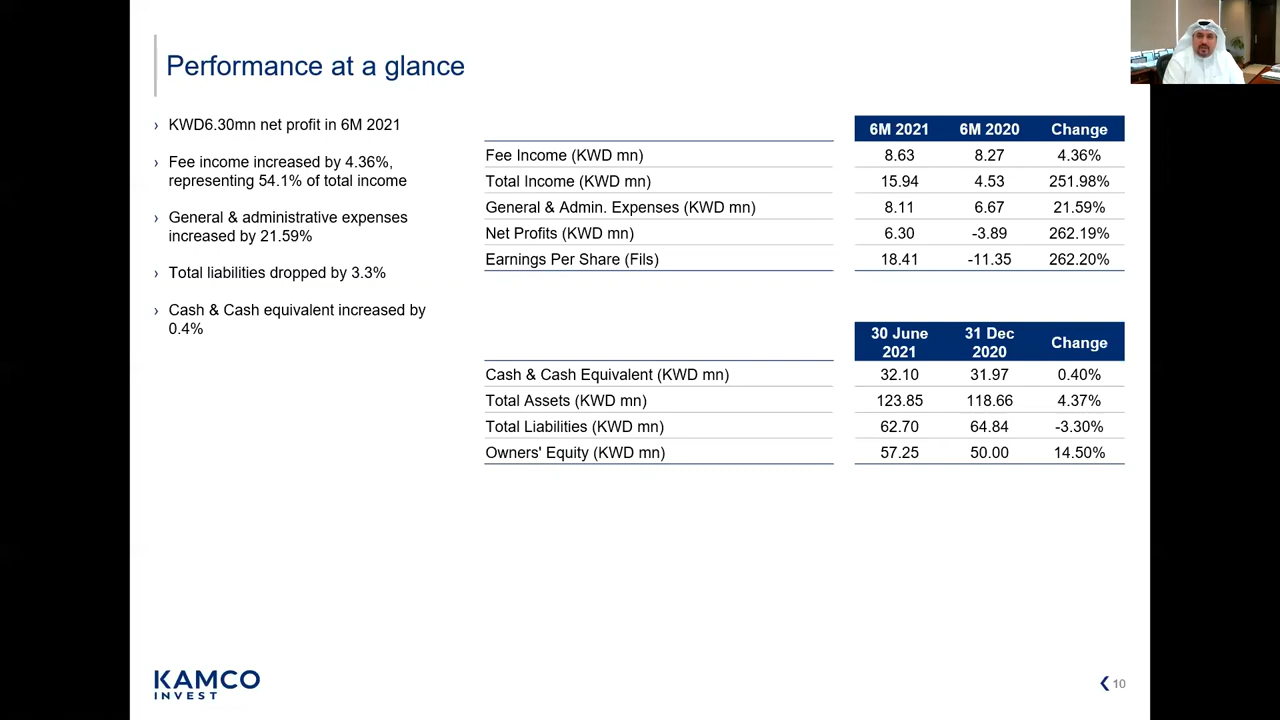 Performance at a glance
› KWD6.30mn net profit in 6M 2021
› Fee income increased by 4.36%,
representing 54.1% of total income
› General & administrative expenses
increased by 21.59%
› Total liabilities dropped by 3.3%
› Cash & Cash equivalent increased by
0.4%
6M 2021 6M 2020 Change
Fee Income (KWD mn) 8.63 8.27 4.36%
Total Income (KWD mn) 15.94 4.53 251.98%
General & Admin. Expenses (KWD mn) 8.11 6.67 21.59%
Net Profits (KWD mn) 6.30 -3.89 262.19%
Earnings Per Share (Fils) 18.41 -11.35 262.20%
30 June 31 Dec Change
2021 2020
Cash & Cash Equivalent (KWD mn) 32.10 31.97 0.40%
Total Assets (KWD mn) 123.85 118.66 4.37%
Total Liabilities (KWD mn) 62.70 64.84 -3.30%
Owners' Equity (KWD mn) 57.25 50.00 14.50%
KAMCO
INVEST
10